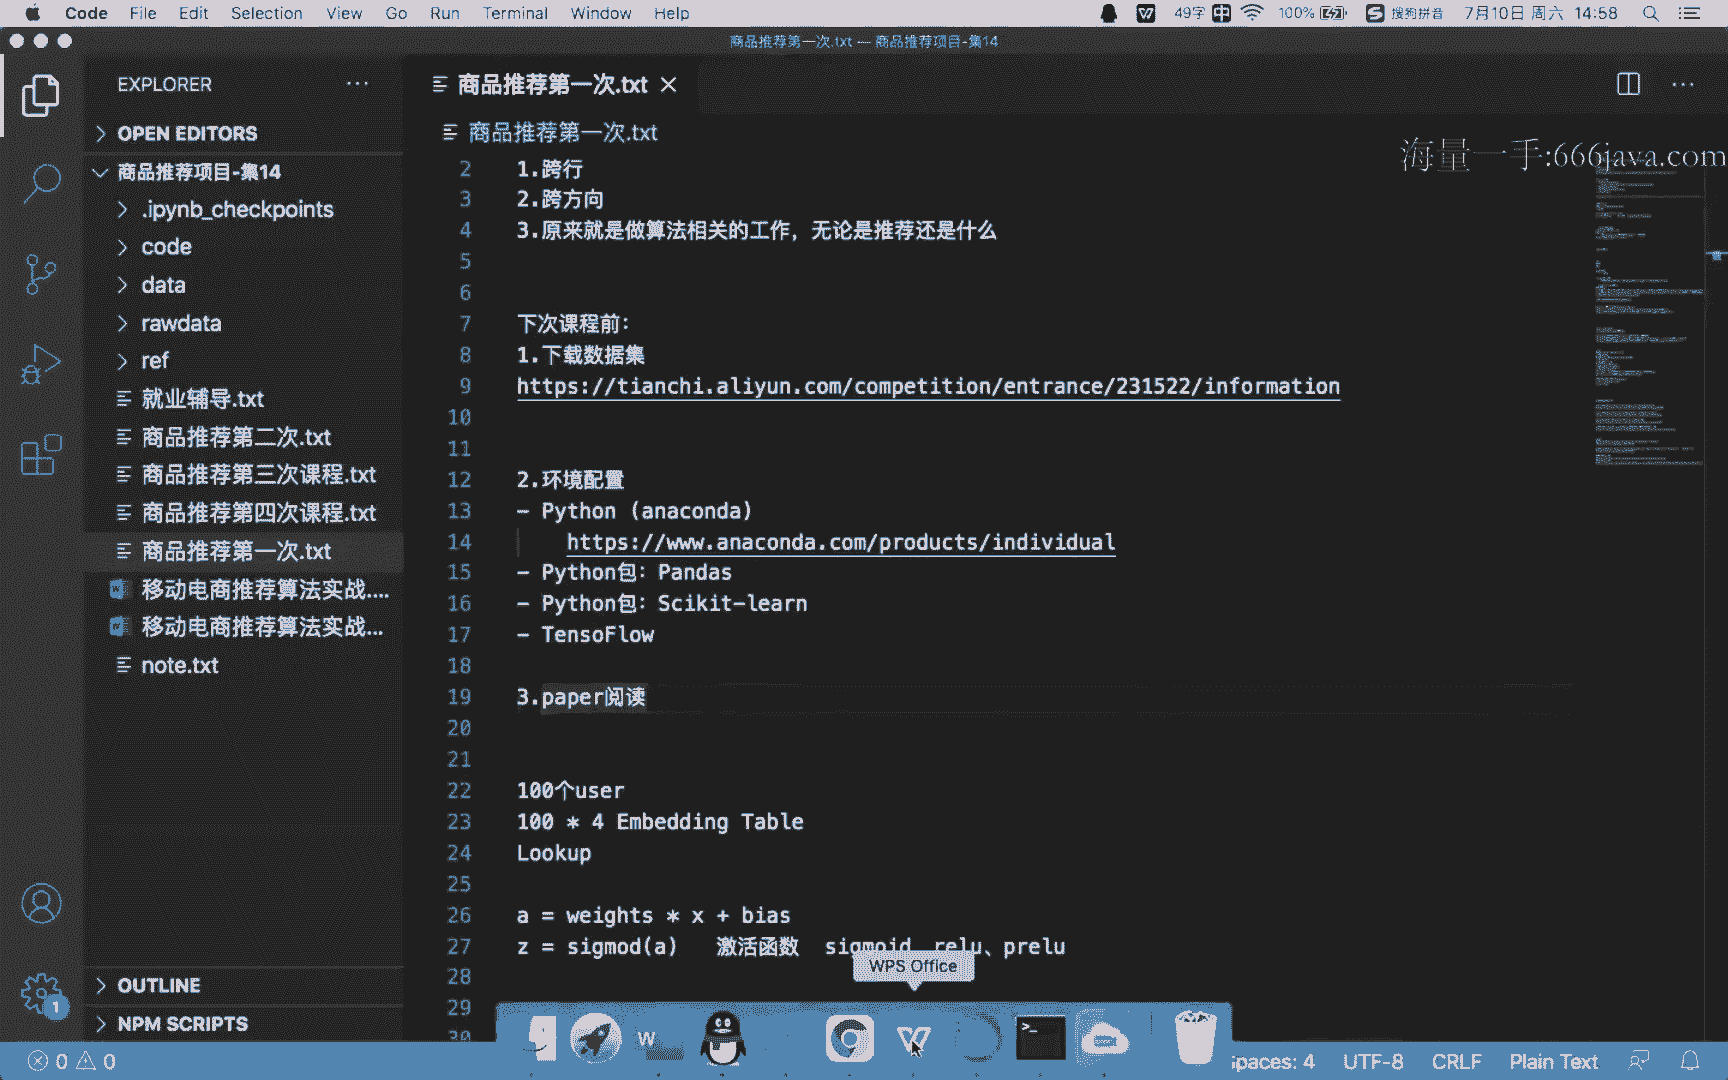 Code File Edit Selection View Go Run Terminal Window Help 49字 中 100% 搜狗拼音 7月10日 周六 14:58
商品推荐第一次.txt — 商品推荐项目-集14
EXPLORER
商品推荐第一次.txt
OPEN EDITORS
商品推荐第一次.txt
海量一手:666java.com
商品推荐项目-集14
.ipynb_checkpoints
code
data
rawdata
ref
就业辅导.txt
商品推荐第二次.txt
商品推荐第三次课程.txt
商品推荐第四次课程.txt
商品推荐第一次.txt
移动电商推荐算法实战....
移动电商推荐算法实战...
note.txt
OUTLINE
NPM SCRIPTS
2 1.跨行
3 2.跨方向
4 3.原来就是做算法相关的工作，无论是推荐还是什么
5
6
7 下次课程前：
8 1.下载数据集
9 https://tianchi.aliyun.com/competition/entrance/231522/information
10
11
12 2.环境配置
13 - Python (anaconda)
14 https://www.anaconda.com/products/individual
15 - Python包：Pandas
16 - Python包：Scikit-learn
17 - TensoFlow
18
19 3.paper阅读
20
21
22 100个user
23 100 * 4 Embedding Table
24 Lookup
25
26 a = weights * x + bias
27 z = sigmod(a) 激活函数 sigmoid、relu、prelu
28
29
30
WPS Office
1
0 0 Spaces: 4 UTF-8 CRLF Plain Text